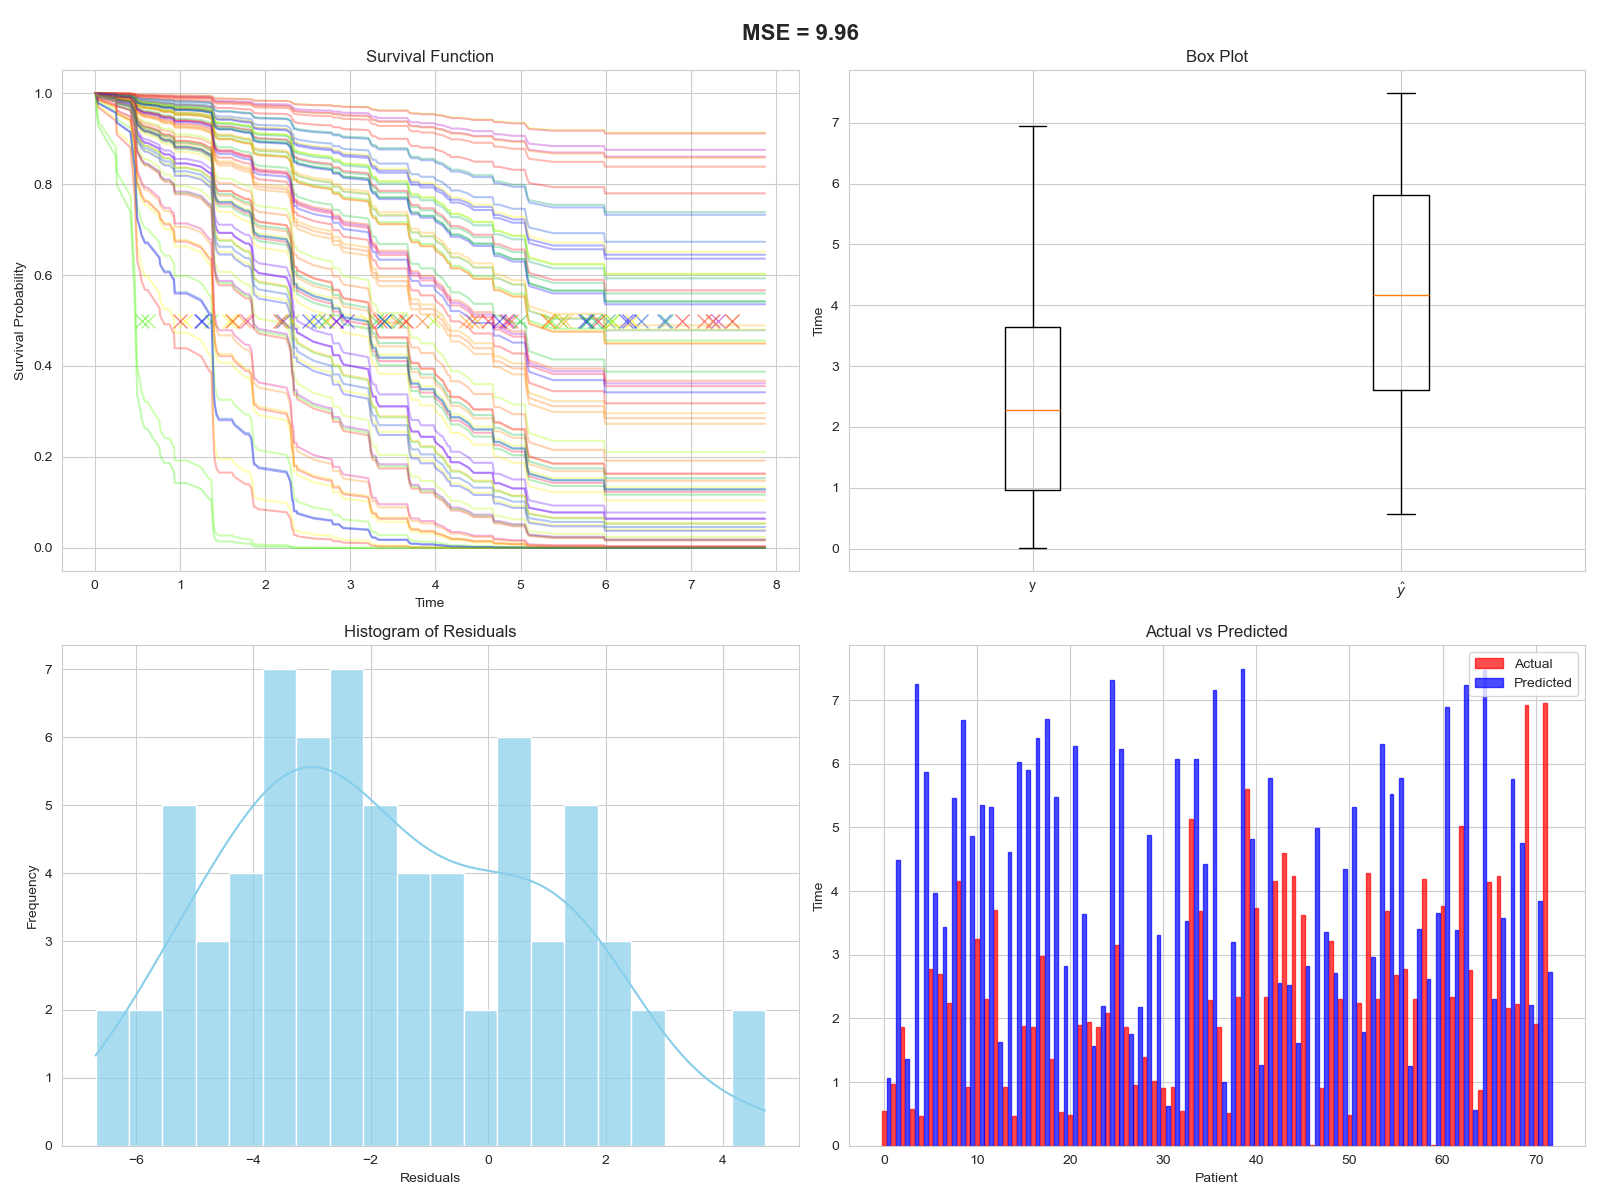 MSE = 9.96
Survival Function
Survival Probability
1.0
0.8
0.6
0.4
0.2
0.0
0 1 2 3 4 5 6 7 8
Time
Box Plot
Time
7
6
5
4
3
2
1
0
y ŷ
Histogram of Residuals
Frequency
7
6
5
4
3
2
1
0
−6 −4 −2 0 2 4
Residuals
Actual vs Predicted
Actual
Predicted
Time
7
6
5
4
3
2
1
0
0 10 20 30 40 50 60 70
Patient